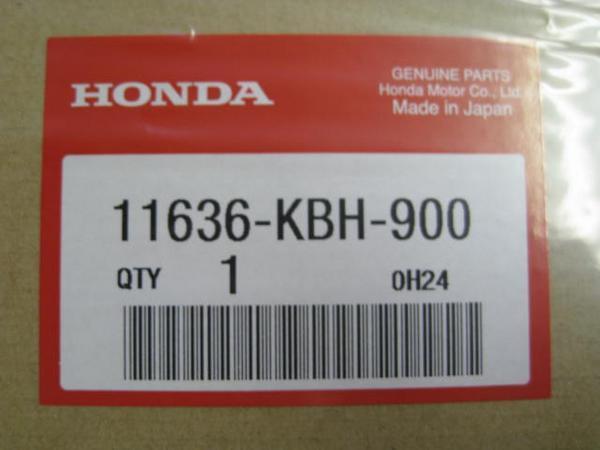 HONDA
GENUINE PARTS
Honda Motor Co., Ltd.
Made in Japan
11636-KBH-900
QTY 1 0H24